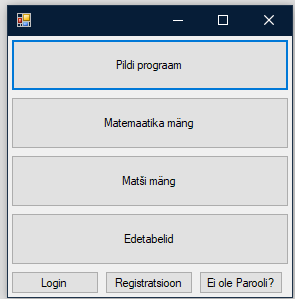 Pildi prograam
Matemaatika mäng
Matši mäng
Edetabelid
Login Registratsioon Ei ole Parooli?